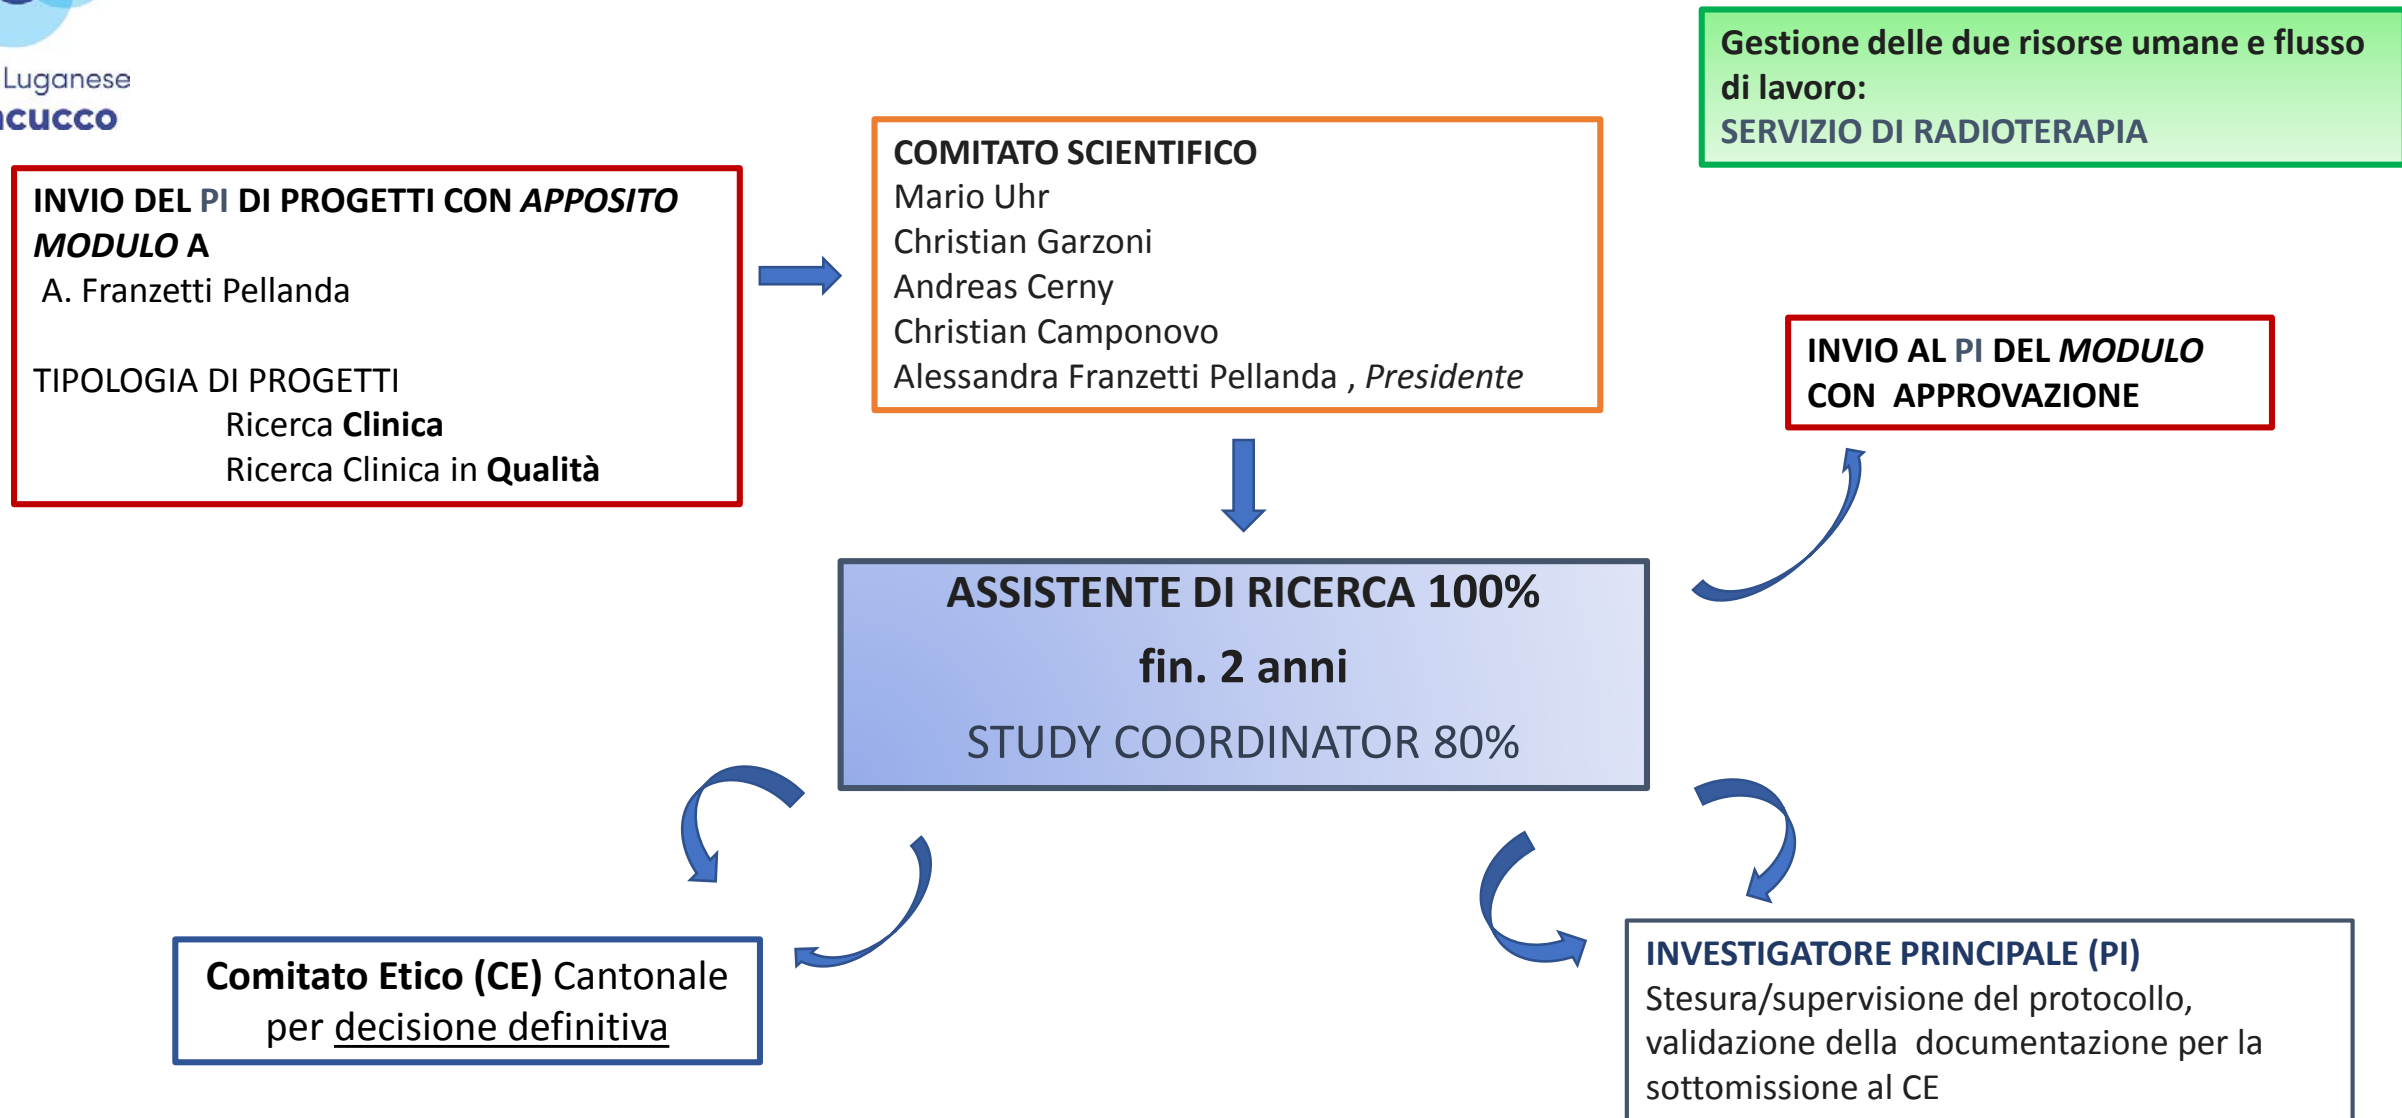 Luganese
Gestione delle due risorse umane e flusso
di lavoro:
SERVIZIO DI RADIOTERAPIA
INVIO DEL PI DI PROGETTI CON APPOSITO
MODULO A
A. Franzetti Pellanda
TIPOLOGIA DI PROGETTI
Ricerca Clinica
Ricerca Clinica in Qualità
COMITATO SCIENTIFICO
Mario Uhr
Christian Garzoni
Andreas Cerny
Christian Camponovo
Alessandra Franzetti Pellanda , Presidente
INVIO AL PI DEL MODULO
CON APPROVAZIONE
ASSISTENTE DI RICERCA 100%
fin. 2 anni
STUDY COORDINATOR 80%
Comitato Etico (CE) Cantonale
per decisione definitiva
INVESTIGATORE PRINCIPALE (PI)
Stesura/supervisione del protocollo,
validazione della documentazione per la
sottomissione al CE